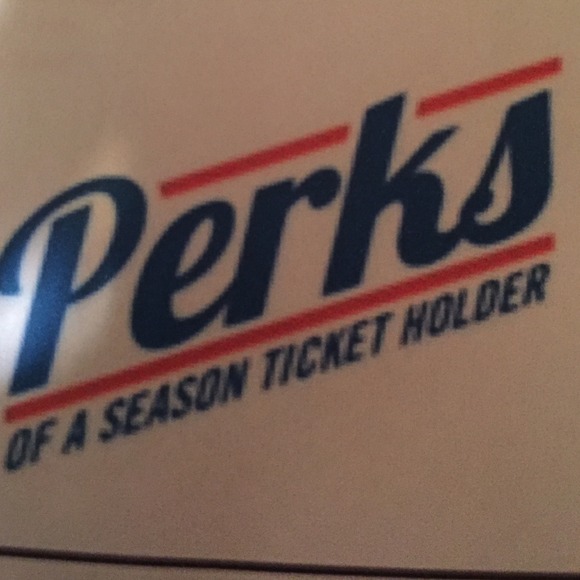 Perks
OF A SEASON TICKET HOLDER